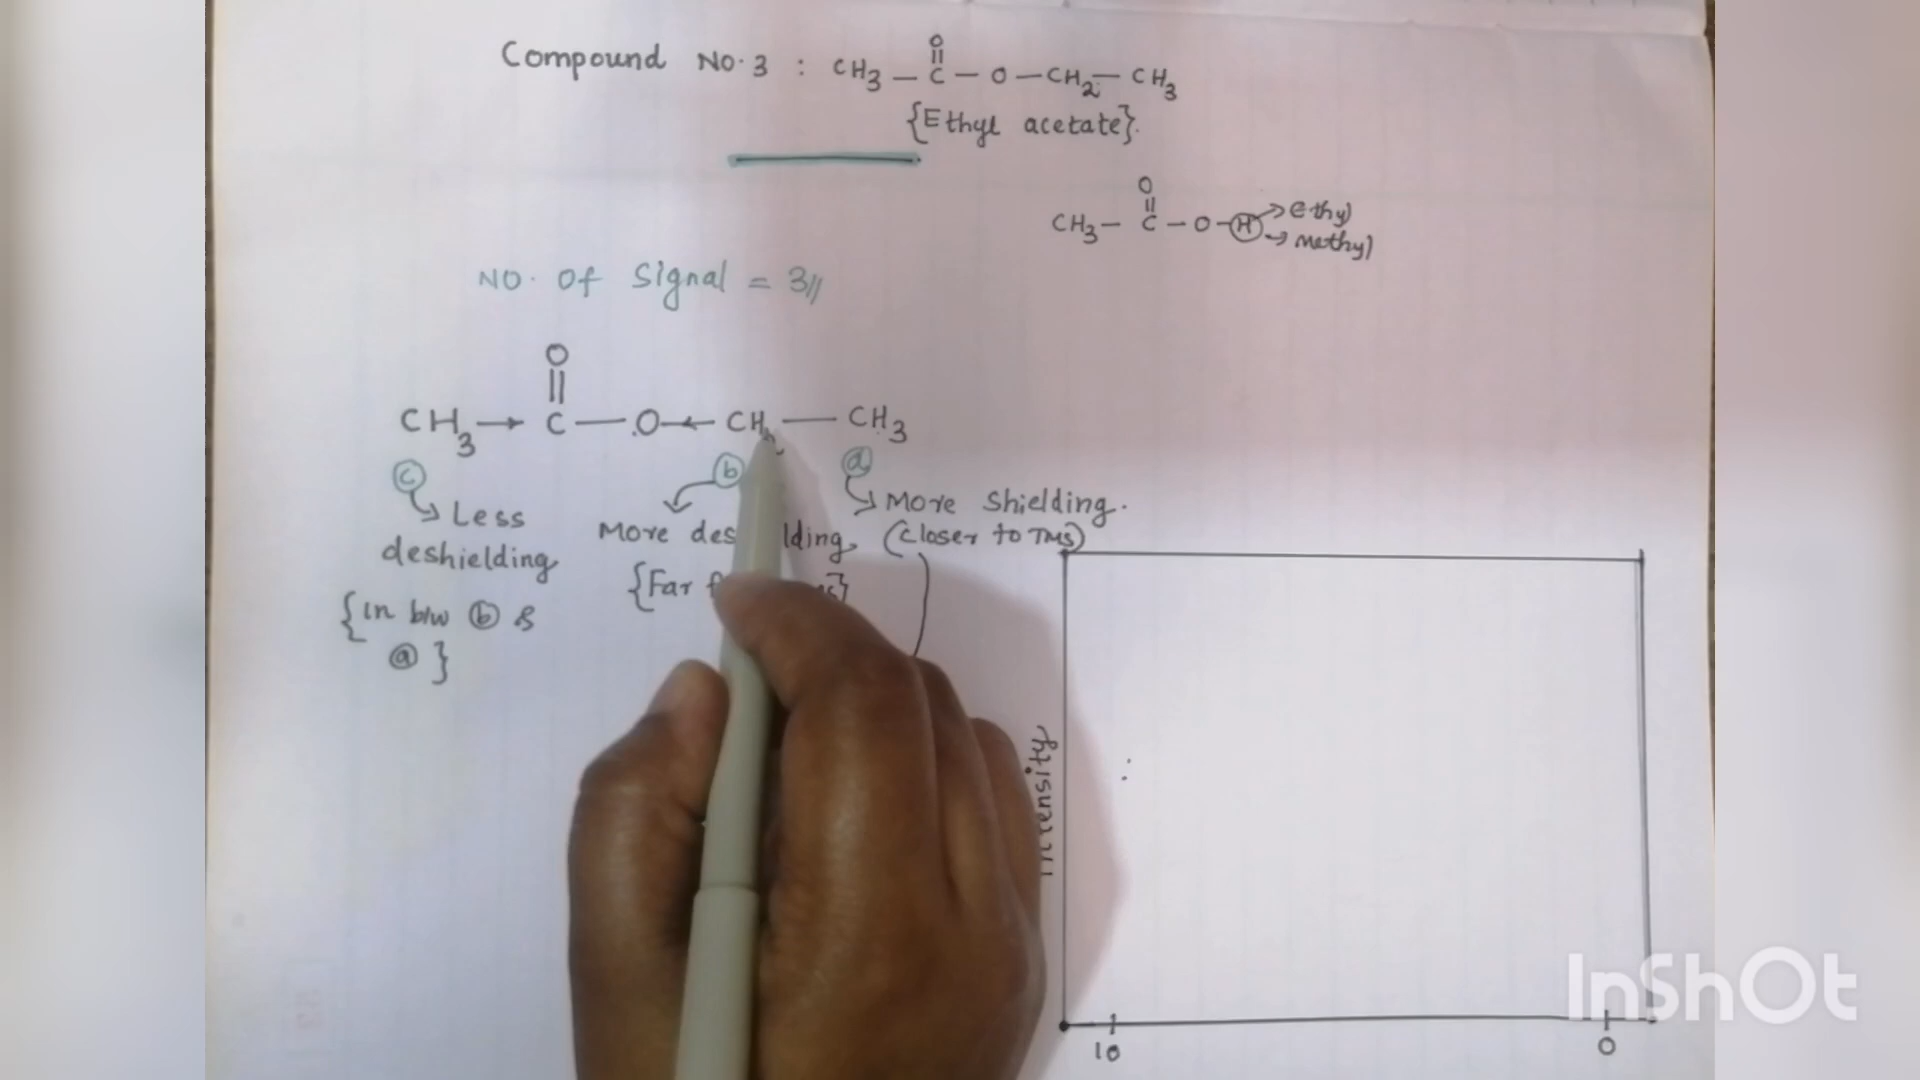 Compound NO. 3 : CH3 — C — O — CH2 — CH3
O
{Ethyl acetate}.
O
CH3 — C — O — H → ethyl
→ methyl
NO. of Signal = 3//
O
CH3 → C — O ← CH — CH3
c b a
More Shielding.
(Closer to TMS)
Less
deshielding
{in b/w b &
a}
More des lding
{Far
Intensity
10 0
InShOt